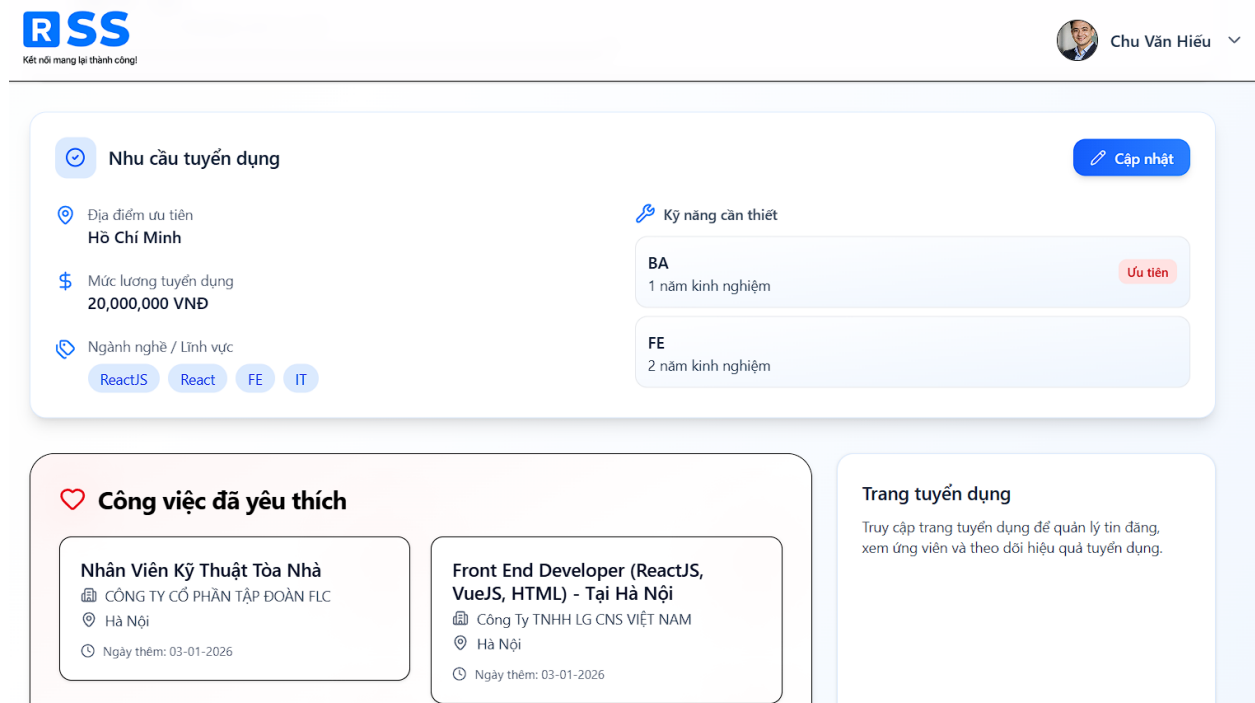 RSS
Kết nối mang lại thành công!
Chu Văn Hiếu
Nhu cầu tuyển dụng
Cập nhật
Địa điểm ưu tiên
Hồ Chí Minh
Mức lương tuyển dụng
20,000,000 VNĐ
Ngành nghề / Lĩnh vực
ReactJS React FE IT
Kỹ năng cần thiết
BA
1 năm kinh nghiệm
Ưu tiên
FE
2 năm kinh nghiệm
Công việc đã yêu thích
Nhân Viên Kỹ Thuật Tòa Nhà
CÔNG TY CỔ PHẦN TẬP ĐOÀN FLC
Hà Nội
Ngày thêm: 03-01-2026
Front End Developer (ReactJS,
VueJS, HTML) - Tại Hà Nội
Công Ty TNHH LG CNS VIỆT NAM
Hà Nội
Ngày thêm: 03-01-2026
Trang tuyển dụng
Truy cập trang tuyển dụng để quản lý tin đăng,
xem ứng viên và theo dõi hiệu quả tuyển dụng.